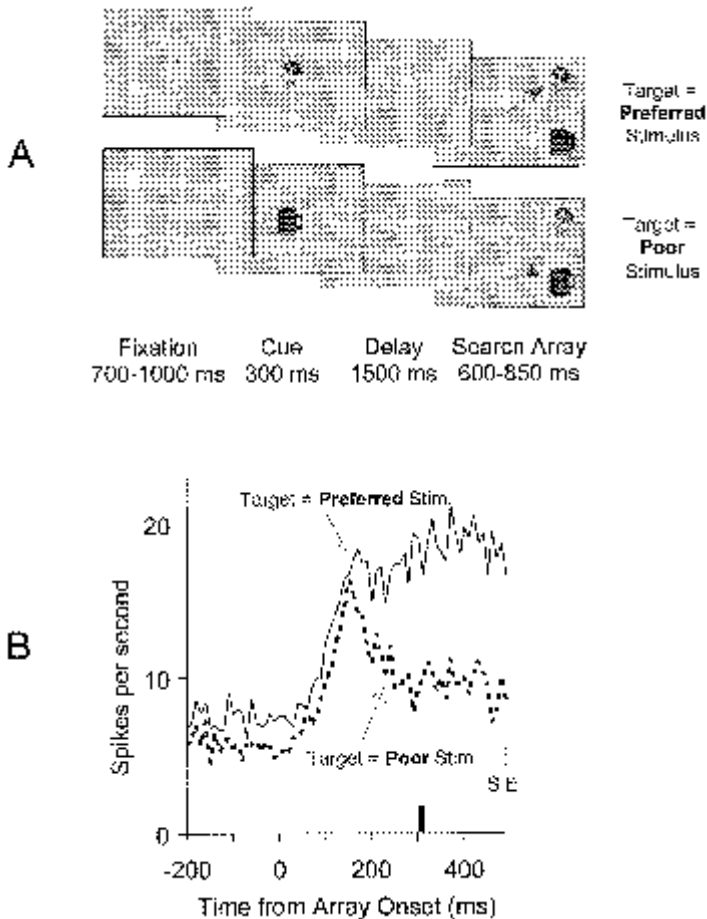 A
Target =
Preferred
Stimulus
Target =
Poor
Stimulus
Fixation
700-1000 ms
Cue
300 ms
Delay
1500 ms
Search Array
600-850 ms
B
Spikes per second
20
10
0
Target = Preferred Stim.
Target = Poor Stim
S E
-200
0
200
400
Time from Array Onset (ms)